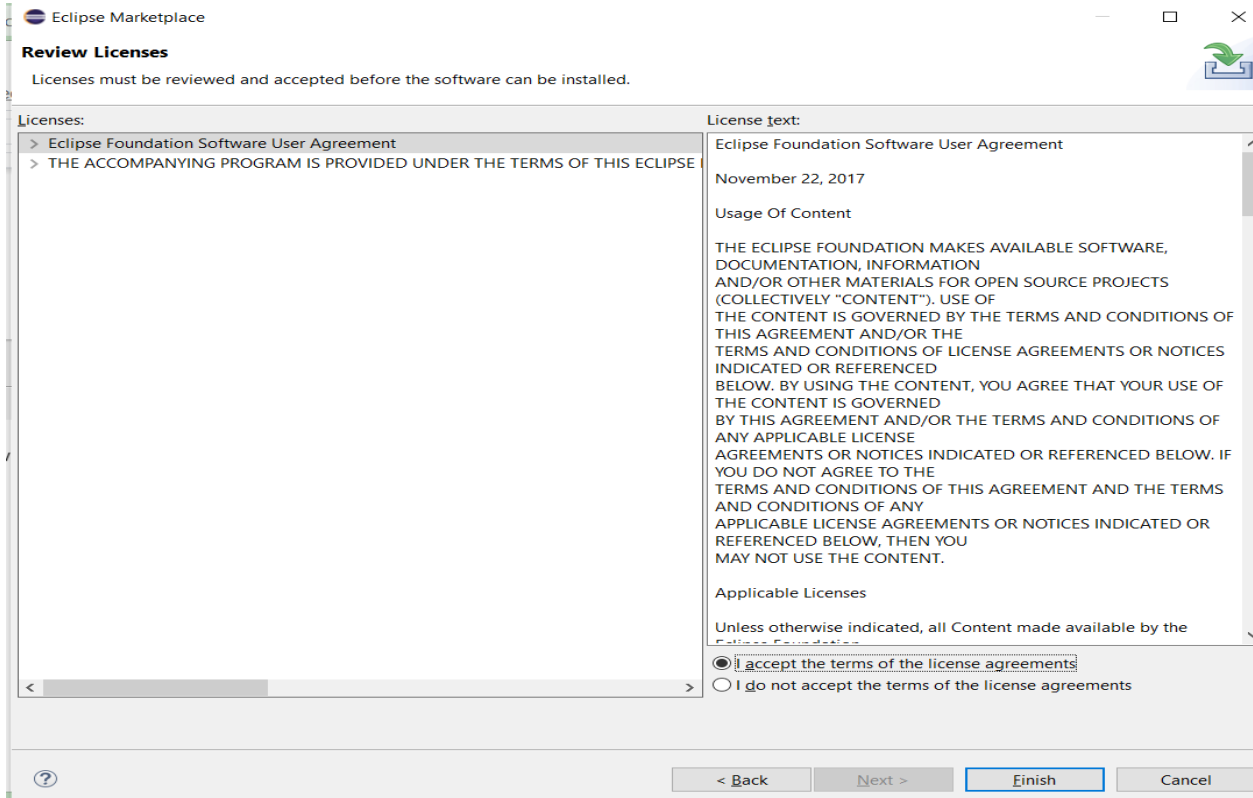 Eclipse Marketplace
Review Licenses
Licenses must be reviewed and accepted before the software can be installed.
Licenses:
Eclipse Foundation Software User Agreement
THE ACCOMPANYING PROGRAM IS PROVIDED UNDER THE TERMS OF THIS ECLIPSE
License text:
Eclipse Foundation Software User Agreement
November 22, 2017
Usage Of Content
THE ECLIPSE FOUNDATION MAKES AVAILABLE SOFTWARE,
DOCUMENTATION, INFORMATION
AND/OR OTHER MATERIALS FOR OPEN SOURCE PROJECTS
(COLLECTIVELY "CONTENT"). USE OF
THE CONTENT IS GOVERNED BY THE TERMS AND CONDITIONS OF
THIS AGREEMENT AND/OR THE
TERMS AND CONDITIONS OF LICENSE AGREEMENTS OR NOTICES
INDICATED OR REFERENCED
BELOW. BY USING THE CONTENT, YOU AGREE THAT YOUR USE OF
THE CONTENT IS GOVERNED
BY THIS AGREEMENT AND/OR THE TERMS AND CONDITIONS OF
ANY APPLICABLE LICENSE
AGREEMENTS OR NOTICES INDICATED OR REFERENCED BELOW. IF
YOU DO NOT AGREE TO THE
TERMS AND CONDITIONS OF THIS AGREEMENT AND THE TERMS
AND CONDITIONS OF ANY
APPLICABLE LICENSE AGREEMENTS OR NOTICES INDICATED OR
REFERENCED BELOW, THEN YOU
MAY NOT USE THE CONTENT.
Applicable Licenses
Unless otherwise indicated, all Content made available by the
I accept the terms of the license agreements
I do not accept the terms of the license agreements
< Back
Next >
Finish
Cancel